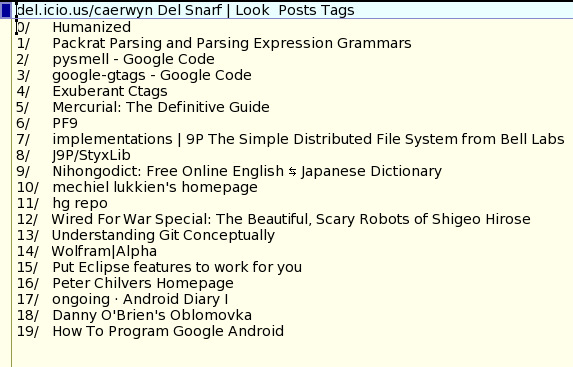 del.icio.us/caerwyn Del Snarf | Look Posts Tags
0/ Humanized
1/ Packrat Parsing and Parsing Expression Grammars
2/ pysmell - Google Code
3/ google-gtags - Google Code
4/ Exuberant Ctags
5/ Mercurial: The Definitive Guide
6/ PF9
7/ implementations | 9P The Simple Distributed File System from Bell Labs
8/ J9P/StyxLib
9/ Nihongodict: Free Online English ⇆ Japanese Dictionary
10/ mechiel lukkien's homepage
11/ hg repo
12/ Wired For War Special: The Beautiful, Scary Robots of Shigeo Hirose
13/ Understanding Git Conceptually
14/ Wolfram|Alpha
15/ Put Eclipse features to work for you
16/ Peter Chilvers Homepage
17/ ongoing · Android Diary I
18/ Danny O'Brien's Oblomovka
19/ How To Program Google Android